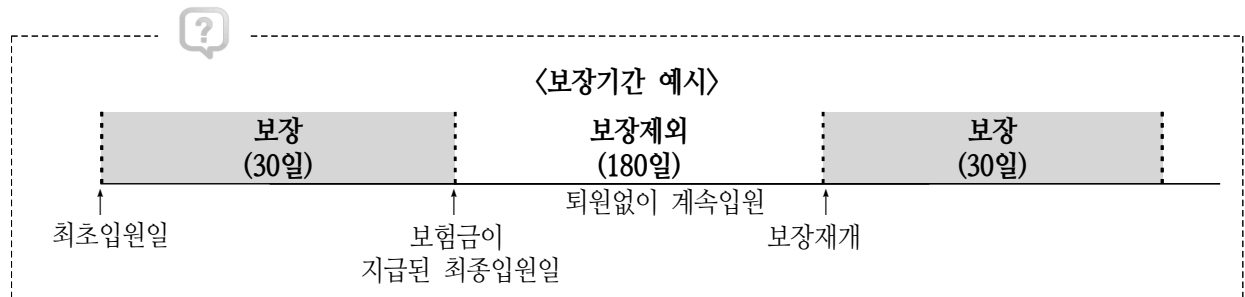 ?
〈보장기간 예시〉
보장 보장제외 보장
(30일) (180일) (30일)
퇴원없이 계속입원
최초입원일 보험금이 보장재개
지급된 최종입원일